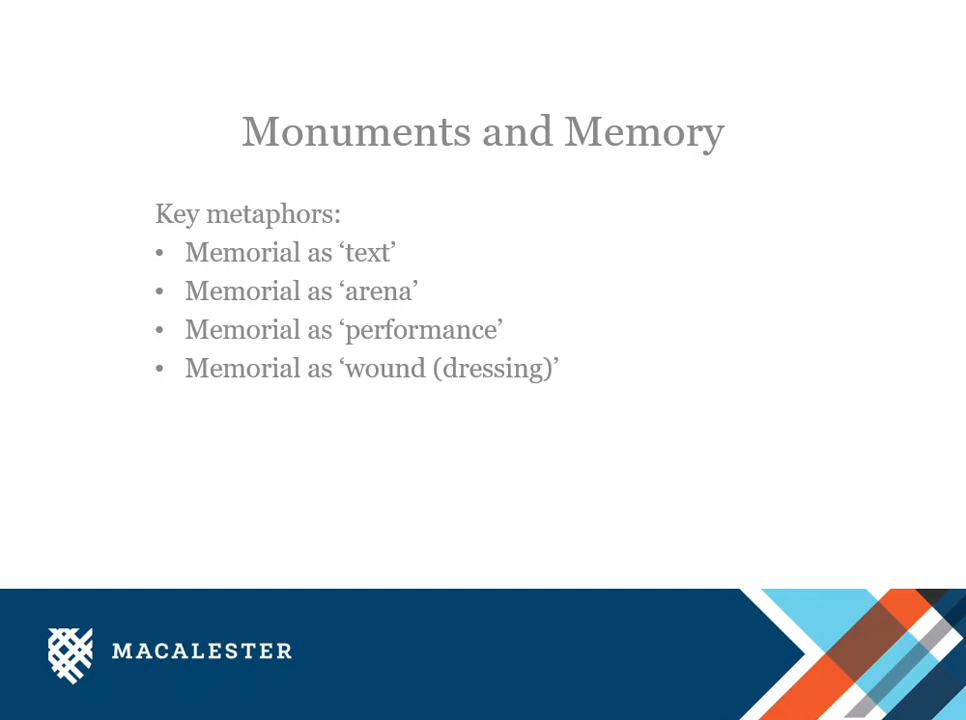 Monuments and Memory
Key metaphors:
• Memorial as ‘text’
• Memorial as ‘arena’
• Memorial as ‘performance’
• Memorial as ‘wound (dressing)’
MACALESTER